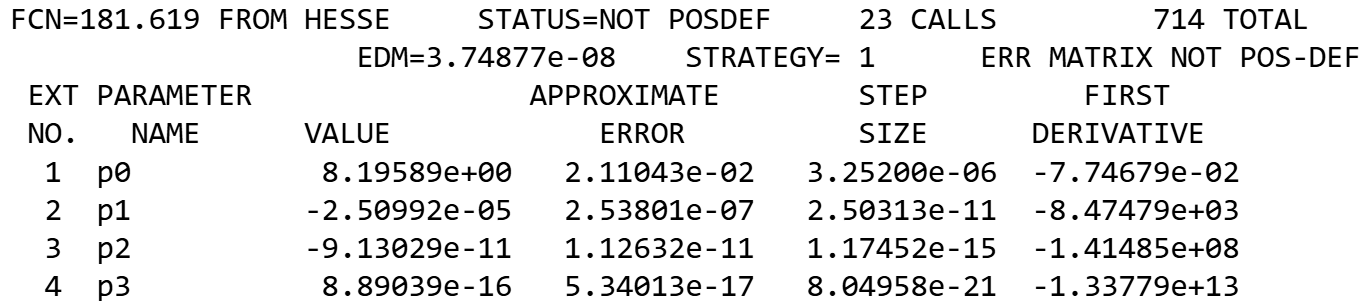 FCN=181.619 FROM HESSE     STATUS=NOT POSDEF     23 CALLS         714 TOTAL
EDM=3.74877e-08    STRATEGY= 1      ERR MATRIX NOT POS-DEF
EXT PARAMETER                APPROXIMATE        STEP         FIRST
NO.   NAME      VALUE            ERROR          SIZE      DERIVATIVE
1  p0           8.19589e+00   2.11043e-02   3.25200e-06  -7.74679e-02
2  p1          -2.50992e-05   2.53801e-07   2.50313e-11  -8.47479e+03
3  p2          -9.13029e-11   1.12632e-11   1.17452e-15  -1.41485e+08
4  p3           8.89039e-16   5.34013e-17   8.04958e-21  -1.33779e+13